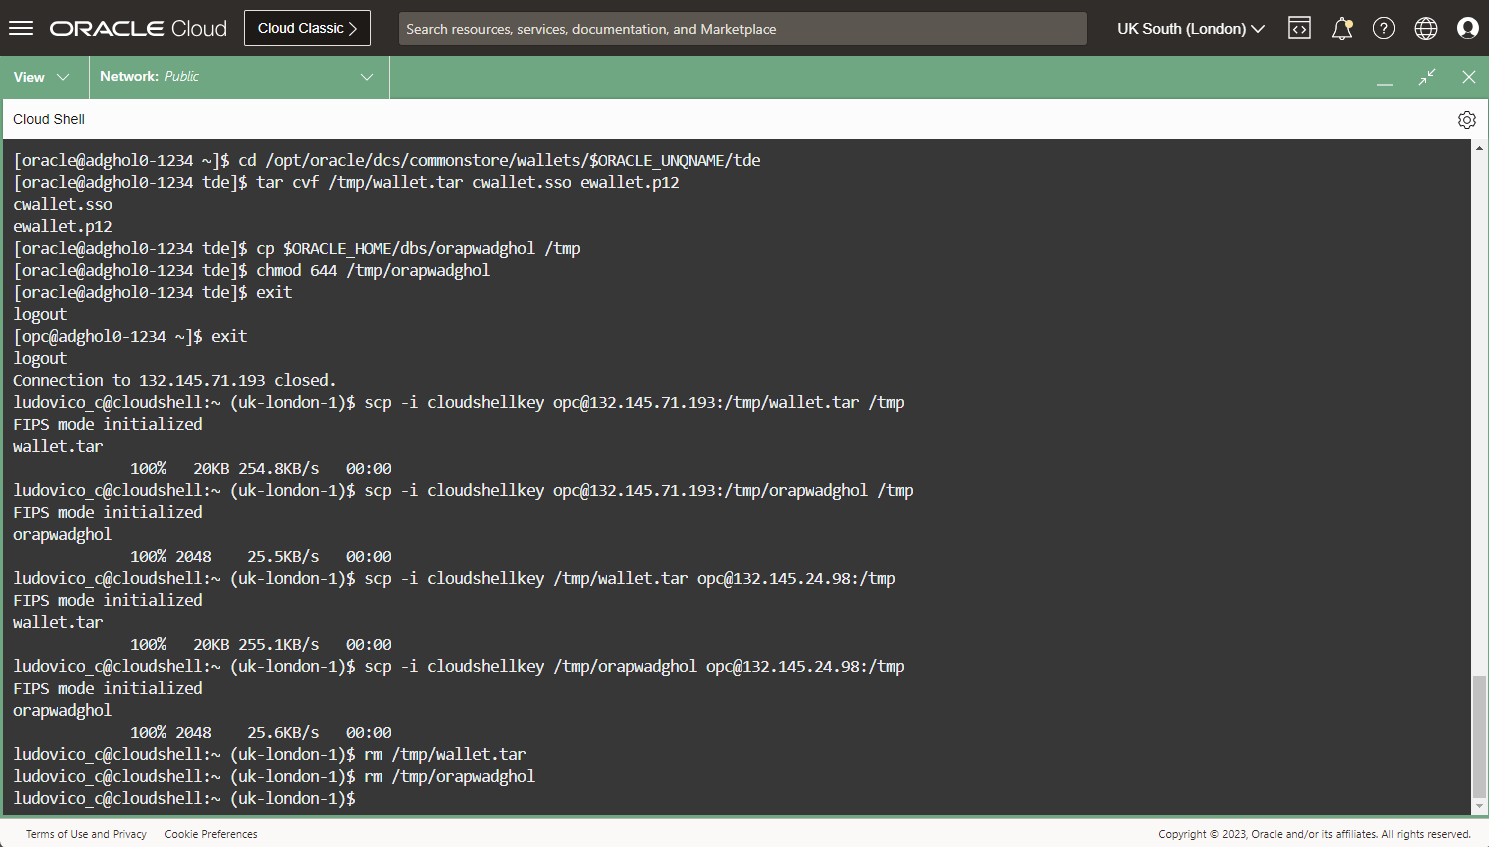 ORACLE Cloud
Cloud Classic
Search resources, services, documentation, and Marketplace
UK South (London)
View
Network: Public
Cloud Shell
[oracle@adghol0-1234 ~]$ cd /opt/oracle/dcs/commonstore/wallets/$ORACLE_UNQNAME/tde
[oracle@adghol0-1234 tde]$ tar cvf /tmp/wallet.tar cwallet.sso ewallet.p12
cwallet.sso
ewallet.p12
[oracle@adghol0-1234 tde]$ cp $ORACLE_HOME/dbs/orapwadghol /tmp
[oracle@adghol0-1234 tde]$ chmod 644 /tmp/orapwadghol
[oracle@adghol0-1234 tde]$ exit
logout
[opc@adghol0-1234 ~]$ exit
logout
Connection to 132.145.71.193 closed.
ludovico_c@cloudshell:~ (uk-london-1)$ scp -i cloudshellkey opc@132.145.71.193:/tmp/wallet.tar /tmp
FIPS mode initialized
wallet.tar
100%   20KB 254.8KB/s   00:00
ludovico_c@cloudshell:~ (uk-london-1)$ scp -i cloudshellkey opc@132.145.71.193:/tmp/orapwadghol /tmp
FIPS mode initialized
orapwadghol
100% 2048    25.5KB/s   00:00
ludovico_c@cloudshell:~ (uk-london-1)$ scp -i cloudshellkey /tmp/wallet.tar opc@132.145.24.98:/tmp
FIPS mode initialized
wallet.tar
100%   20KB 255.1KB/s   00:00
ludovico_c@cloudshell:~ (uk-london-1)$ scp -i cloudshellkey /tmp/orapwadghol opc@132.145.24.98:/tmp
FIPS mode initialized
orapwadghol
100% 2048    25.6KB/s   00:00
ludovico_c@cloudshell:~ (uk-london-1)$ rm /tmp/wallet.tar
ludovico_c@cloudshell:~ (uk-london-1)$ rm /tmp/orapwadghol
ludovico_c@cloudshell:~ (uk-london-1)$
Terms of Use and Privacy
Cookie Preferences
Copyright © 2023, Oracle and/or its affiliates. All rights reserved.